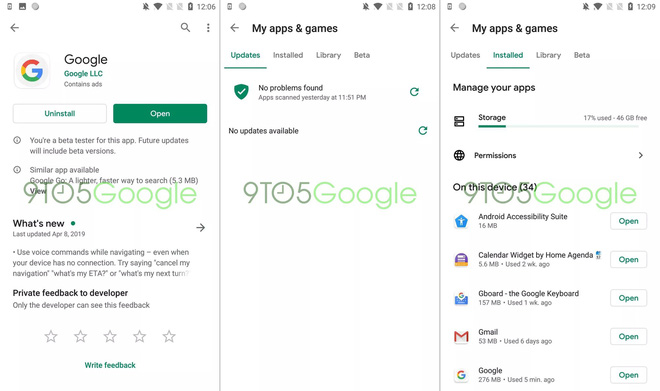 12:06
Google
Google LLC
Contains ads
Uninstall
Open
You're a beta tester for this app. Future updates
will include beta versions.
Similar app available
Google Go: A lighter, faster way to search (5.3 MB)
View
9TO5Google
What's new
Last updated Apr 8, 2019
• Use voice commands while navigating – even when
your device has no connection. Try saying "cancel my
navigation" "what's my ETA?" or "what's my next turn?
Private feedback to developer
Only the developer can see this feedback
Write feedback
12:08
My apps & games
Updates
Installed
Library
Beta
No problems found
Apps scanned yesterday at 11:51 PM
No updates available
9TO5Google
12:09
My apps & games
Updates
Installed
Library
Beta
Manage your apps
Storage
17% used - 46 GB free
Permissions
On this device (34)
9TO5Google
Android Accessibility Suite
16 MB
Open
Calendar Widget by Home Agenda
5.6 MB • Used 2 wk. ago
Open
Gboard - the Google Keyboard
157 MB • Used 1 wk. ago
Open
Gmail
53 MB • Used 6 days ago
Open
Google
276 MB • Used 5 min. ago
Open